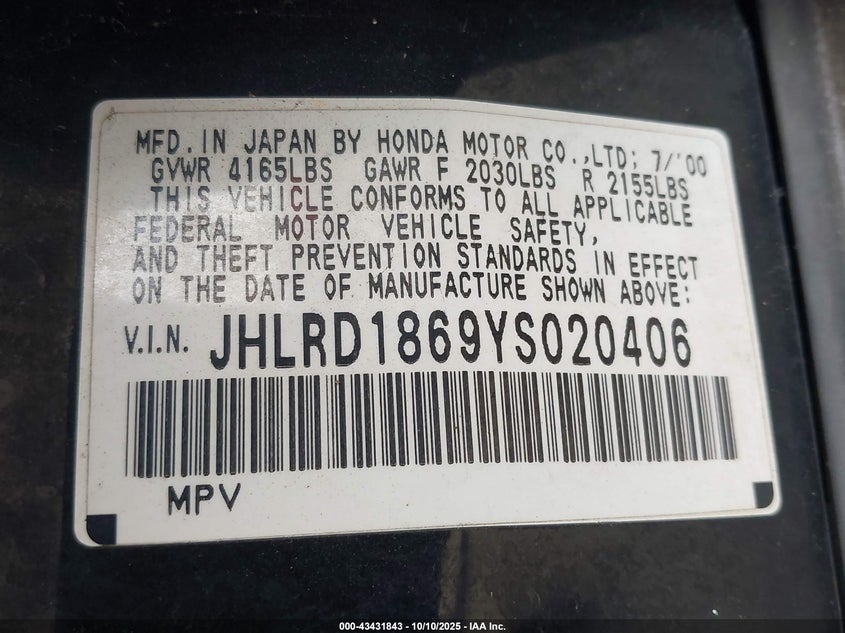 MFD. IN JAPAN BY HONDA MOTOR CO.,LTD; 7/'00
GVWR 4165LBS GAWR F 2030LBS R 2155LBS
THIS VEHICLE CONFORMS TO ALL APPLICABLE
FEDERAL MOTOR VEHICLE SAFETY,
AND THEFT PREVENTION STANDARDS IN EFFECT
ON THE DATE OF MANUFACTURE SHOWN ABOVE:
V.I.N. JHLRD1869YS020406
MPV
000-43431843 / 10/10/2025 - IAA Inc.